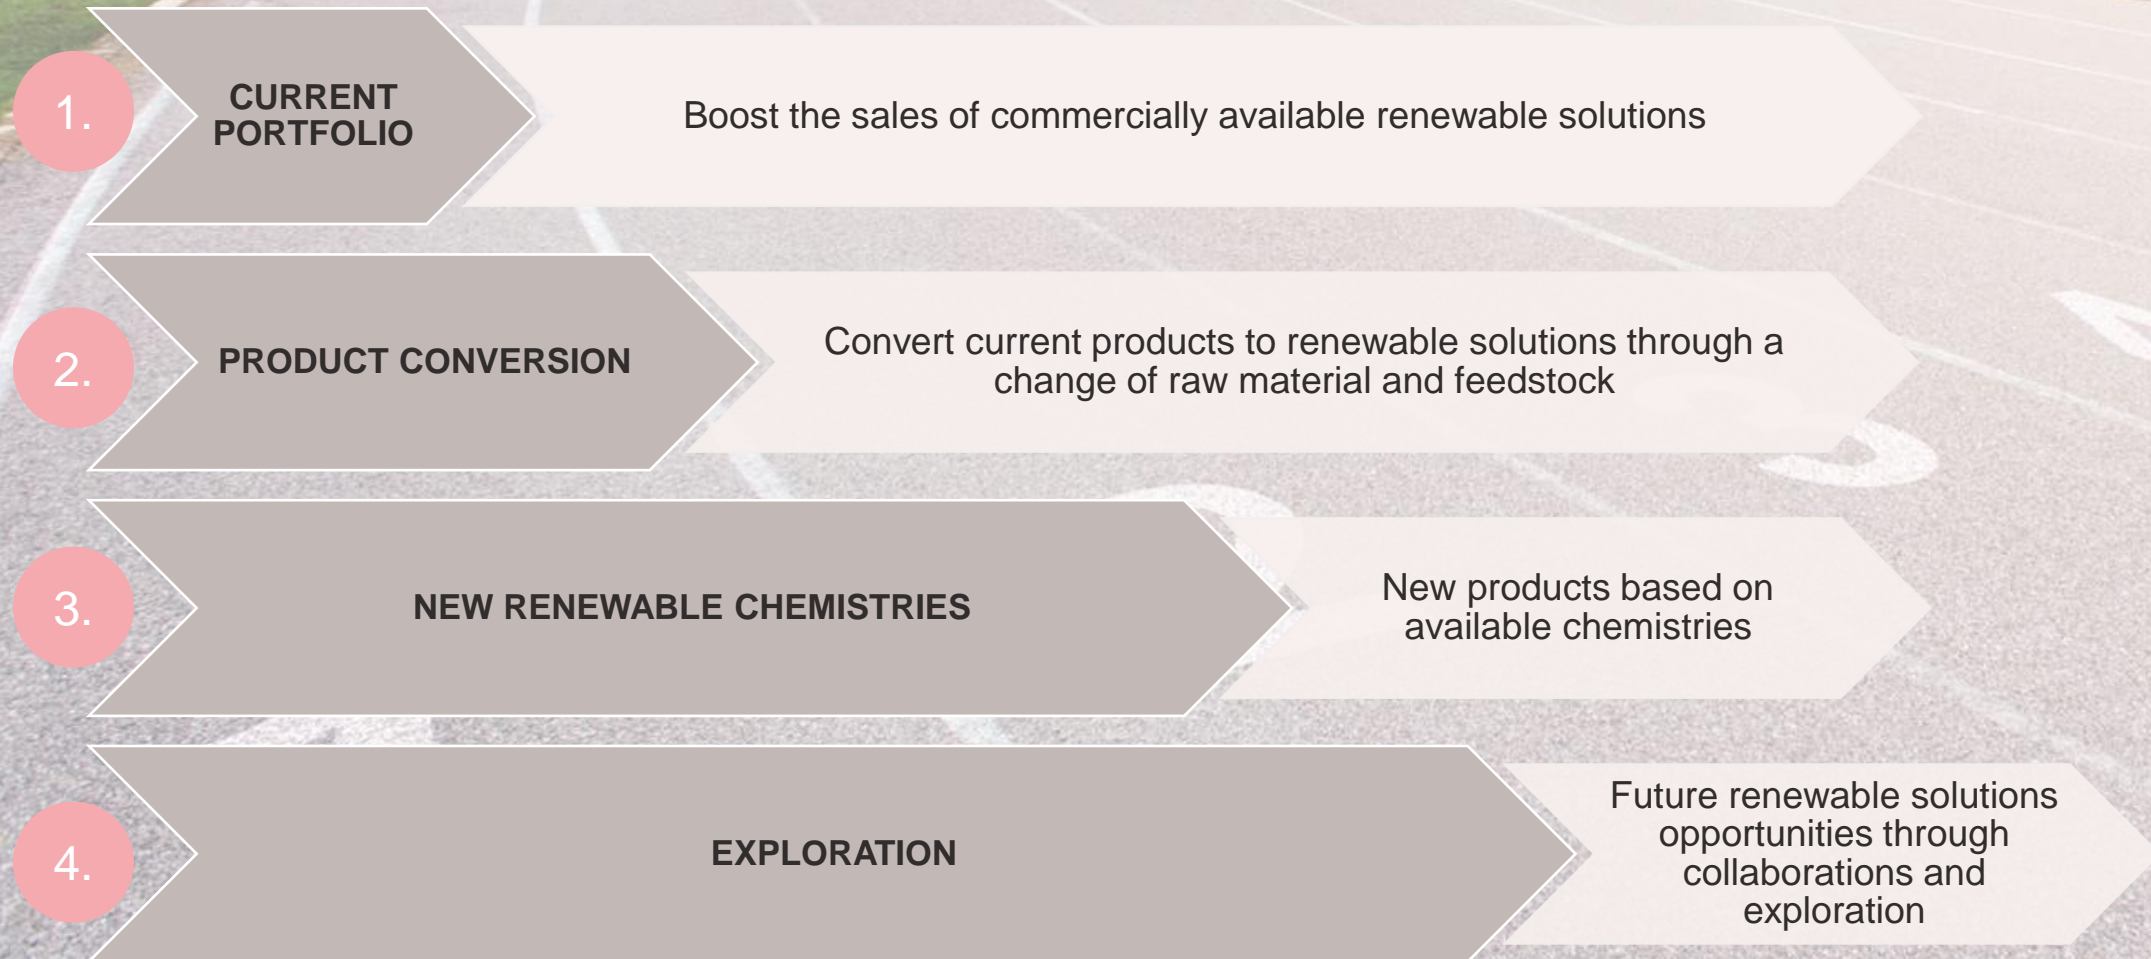 1.
CURRENT
PORTFOLIO
Boost the sales of commercially available renewable solutions
2.
PRODUCT CONVERSION
Convert current products to renewable solutions through a
change of raw material and feedstock
3.
NEW RENEWABLE CHEMISTRIES
New products based on
available chemistries
4.
EXPLORATION
Future renewable solutions
opportunities through
collaborations and
exploration